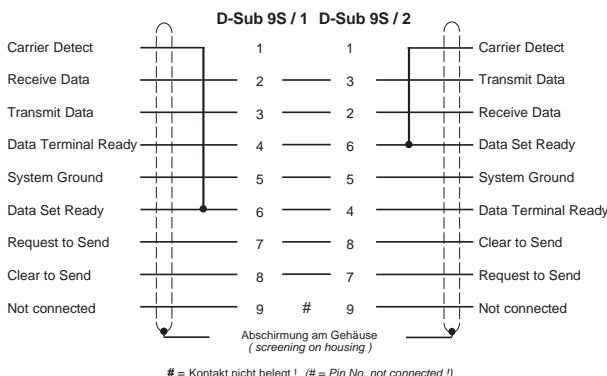 D-Sub 9S / 1 D-Sub 9S / 2
Carrier Detect 1 1 Carrier Detect
Receive Data 2 3 Transmit Data
Transmit Data 3 2 Receive Data
Data Terminal Ready 4 6 Data Set Ready
System Ground 5 5 System Ground
Data Set Ready 6 4 Data Terminal Ready
Request to Send 7 8 Clear to Send
Clear to Send 8 7 Request to Send
Not connected 9 # 9 Not connected
Abschirmung am Gehäuse
( screening on housing )
# = Kontakt nicht belegt ! (# = Pin No. not connected !)